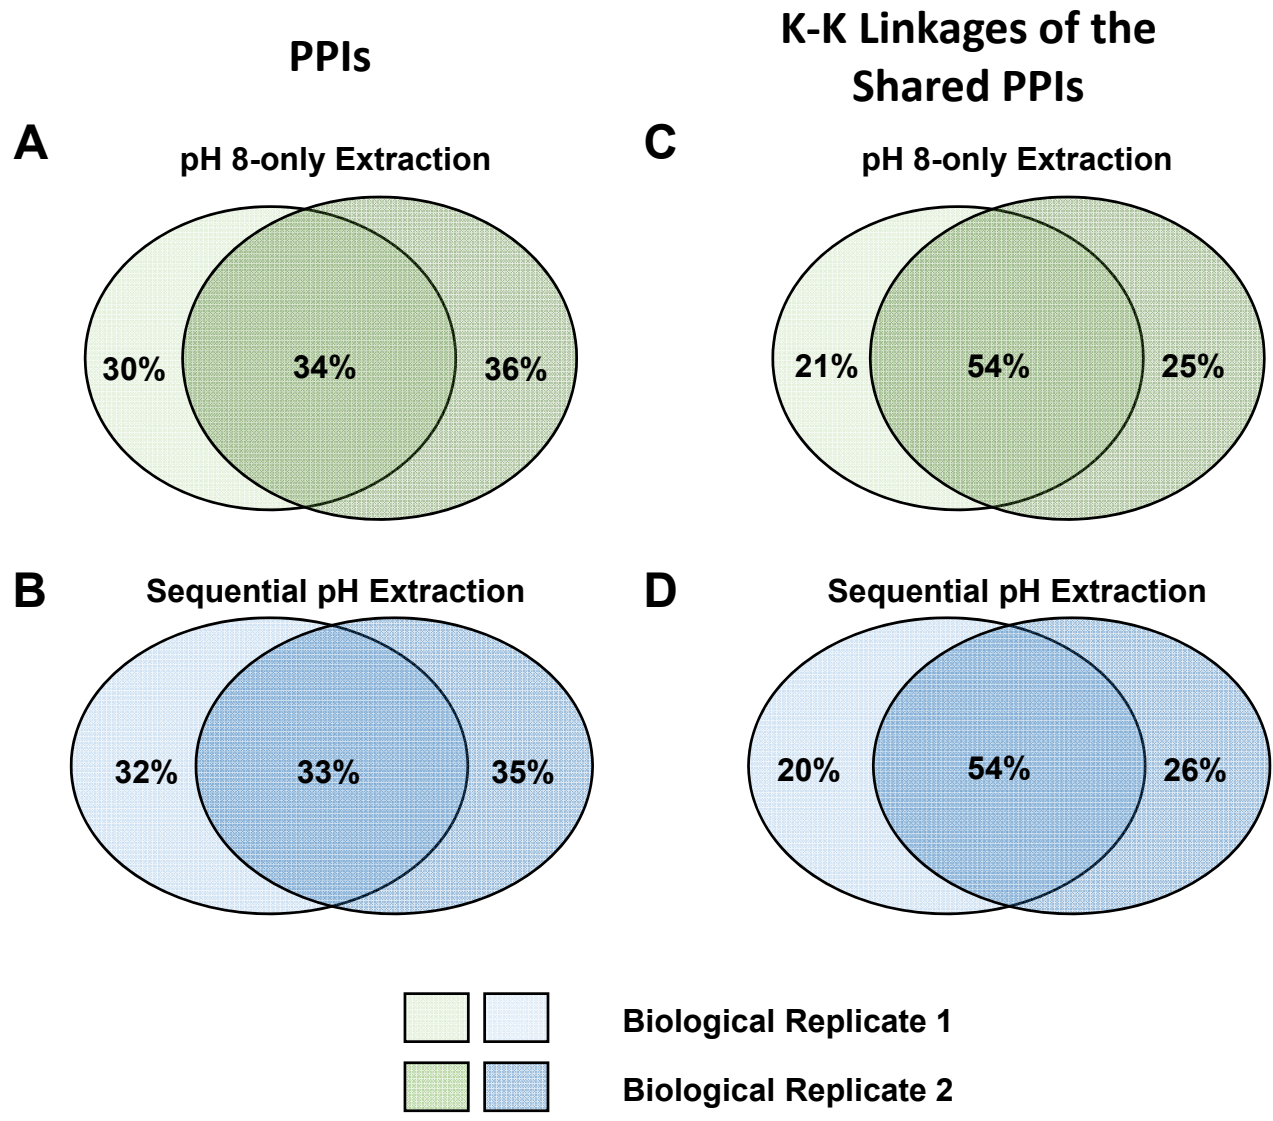 PPIs
K-K Linkages of the
Shared PPIs
A
pH 8-only Extraction
30%
34%
36%
C
pH 8-only Extraction
21%
54%
25%
B
Sequential pH Extraction
32%
33%
35%
D
Sequential pH Extraction
20%
54%
26%
Biological Replicate 1
Biological Replicate 2